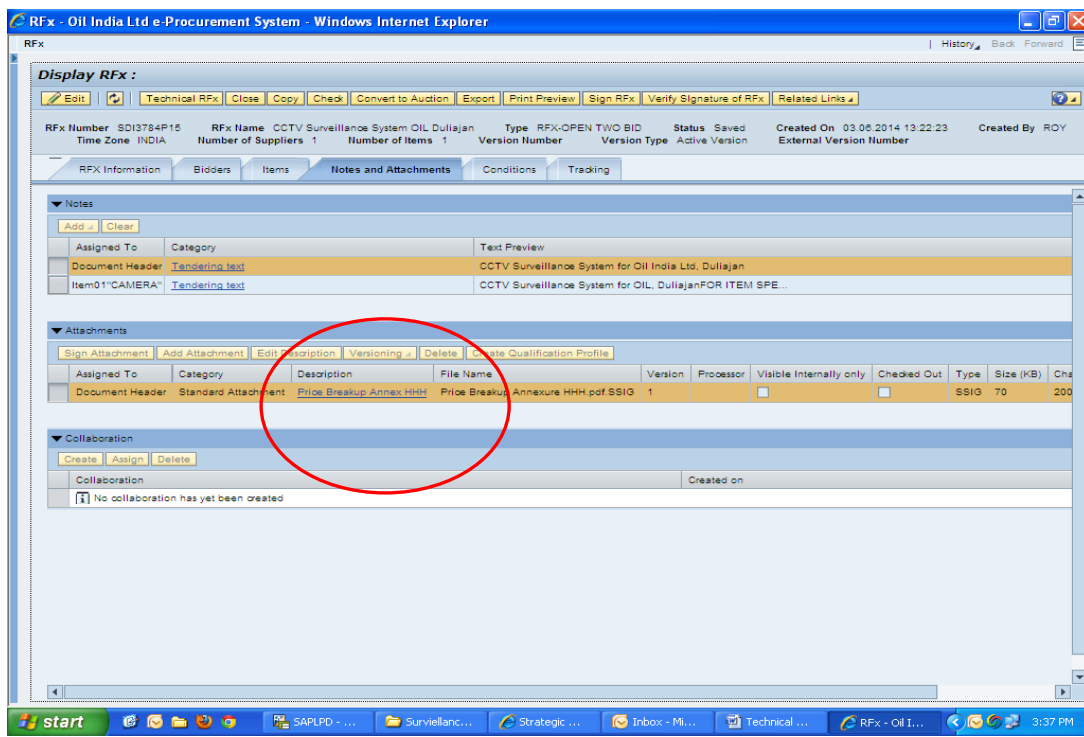 RFx - Oil India Ltd e-Procurement System - Windows Internet Explorer
RFx | History Back Forward
Display RFx :
Edit | Technical RFx Close Copy Check Convert to Auction Export Print Preview Sign RFx Verify Signature of RFx Related Links
RFx Number SDI3784P15 RFx Name CCTV Surveillance System OIL Duliajan Type RFX-OPEN TWO BID Status Saved Created On 03.06.2014 13:22:23 Created By ROY
Time Zone INDIA Number of Suppliers 1 Number of Items 1 Version Number Version Type Active Version External Version Number
RFX Information Bidders Items Notes and Attachments Conditions Tracking
Notes
Add Clear
Assigned To Category Text Preview
Document Header Tendering text CCTV Surveillance System for Oil India Ltd, Duliajan
Item01"CAMERA" Tendering text CCTV Surveillance System for OIL, DuliajanFOR ITEM SPE...
Attachments
Sign Attachment Add Attachment Edit Description Versioning Delete Create Qualification Profile
Assigned To Category Description File Name Version Processor Visible Internally only Checked Out Type Size (KB) Cha
Document Header Standard Attachment Price Breakup Annex HHH Price Breakup Annexure HHH.pdf.SSIG 1 SSIG 70 200
Collaboration
Create Assign Delete
Collaboration Created on
No collaboration has yet been created
start SAPLPD - ... Surviellanc... Strategic ... Inbox - Mi... Technical ... RFx - Oil I... 3:37 PM